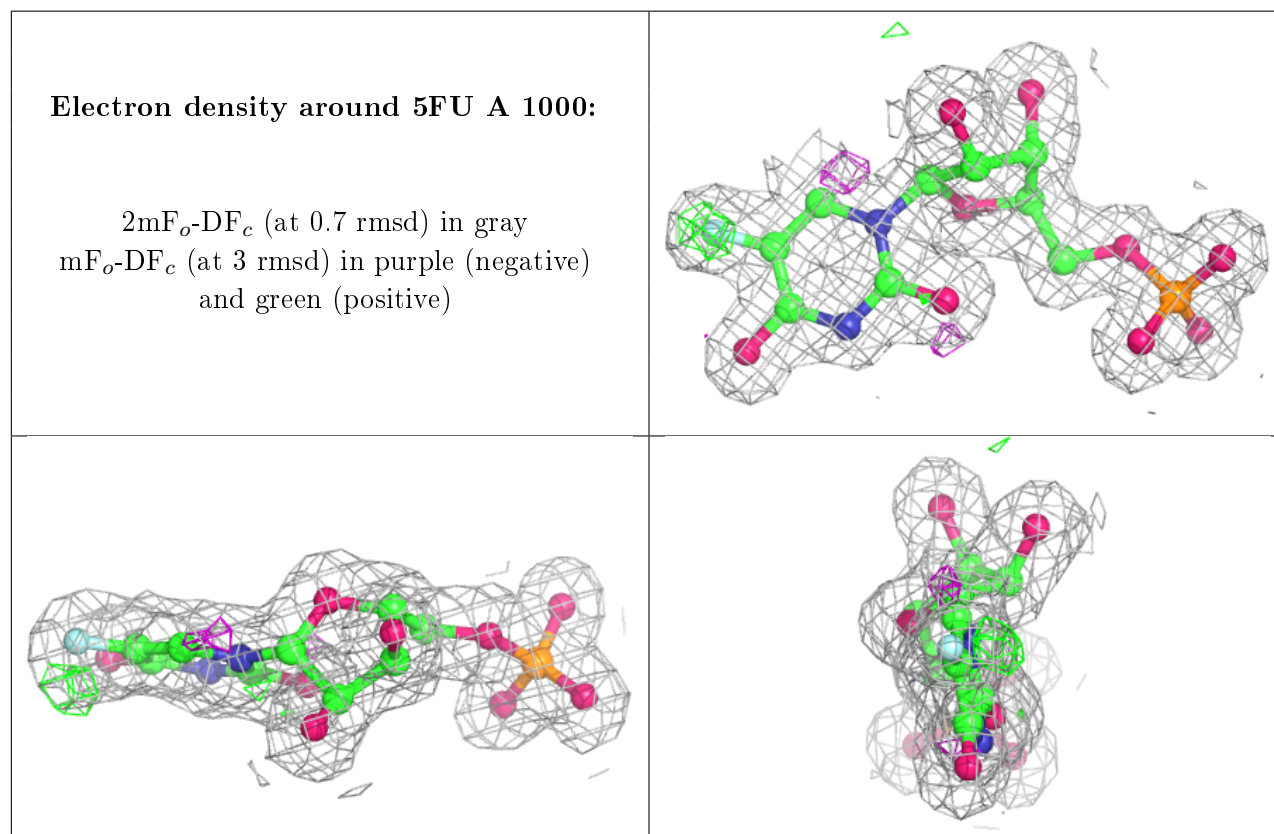 Electron density around 5FU A 1000:
2mFₒ-DF𝒸 (at 0.7 rmsd) in gray
mFₒ-DF𝒸 (at 3 rmsd) in purple (negative)
and green (positive)